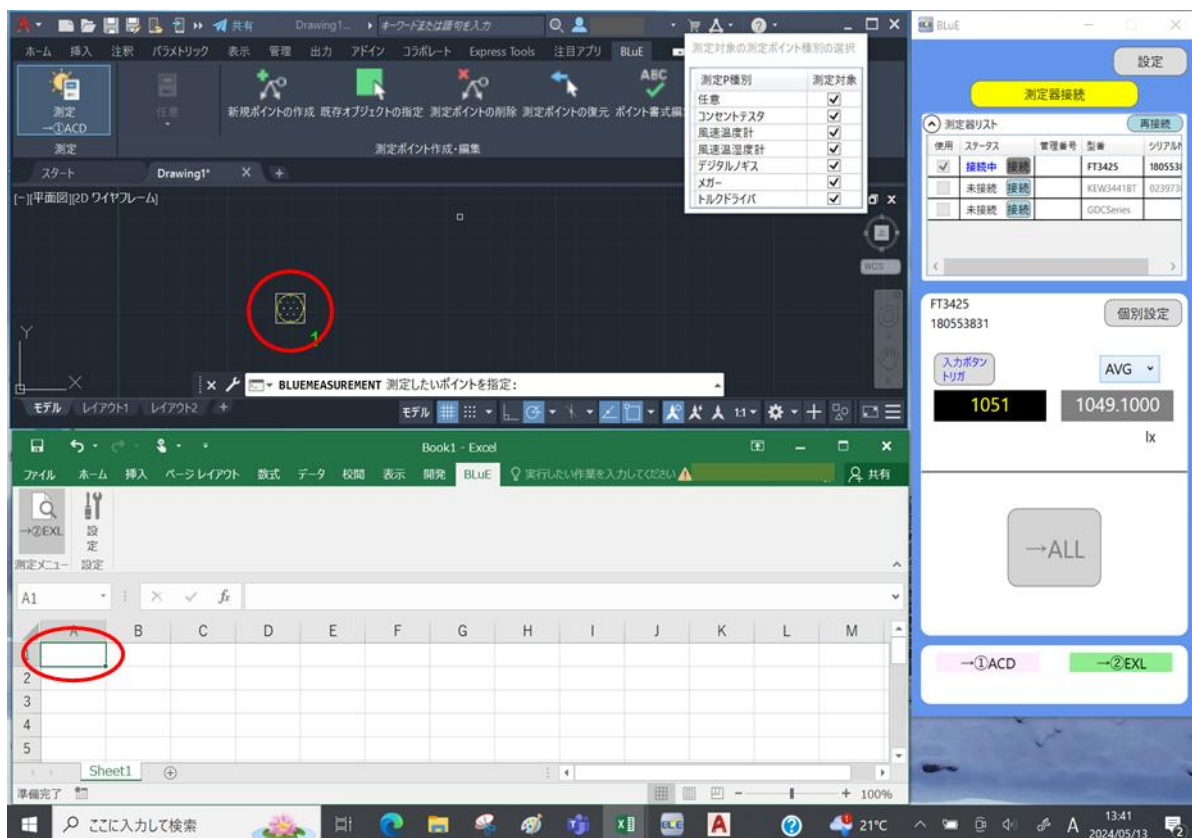 共有
Drawing1...
キーワードまたは語句を入力
ホーム 挿入 注釈 パラメトリック 表示 管理 出力 アドイン コラボレート Express Tools 注目アプリ BLUE
測定
→①ACD
任意
新規ポイントの作成 既存オブジェクトの指定 測定ポイントの削除 測定ポイントの復元 ポイント書式編
ABC
測定
測定ポイント作成・編集
スタート
Drawing1*
[−][平面図][2D ワイヤフレーム]
測定対象の測定ポイント種別の選択
測定P種別 測定対象
任意
コンセントテスタ
風速温度計
風速温湿度計
デジタルノギス
メガー
トルクドライバ
上
WCS
1
Y
X
BLUEMEASUREMENT 測定したいポイントを指定:
モデル レイアウト1 レイアウト2 +
モデル
1:1
Book1 - Excel
ファイル ホーム 挿入 ページ レイアウト 数式 データ 校閲 表示 開発 BLUE 実行したい作業を入力してください 共有
→②EXL
設定
測定メニュー 設定
A1
fx
A B C D E F G H I J K L M
1
2
3
4
5
Sheet1
準備完了
100%
BLuE
設定
測定器接続
測定器リスト
再接続
使用 ステータス 管理番号 型番 シリアルN
接続中 接続 FT3425 1805538
未接続 接続 KEW3441BT 0239738
未接続 接続 GDCSeries
FT3425
180553831
個別設定
入力ボタン
トリガ
AVG
1051
1049.1000
lx
→ALL
→①ACD
→②EXL
ここに入力して検索
21°C
A
13:41
2024/05/13
2